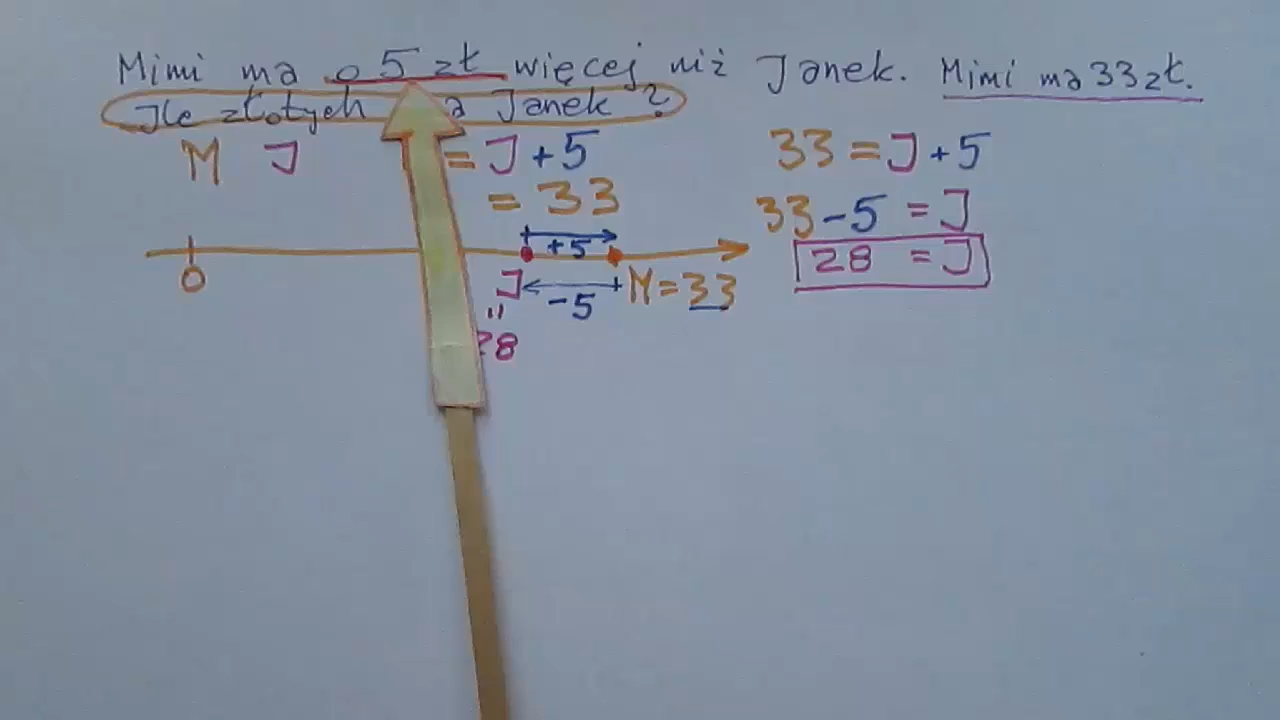 Mimi ma o 5 zł więcej niż Janek. Mimi ma 33 zł.
Ile złotych Janek?
M J = J + 5
= 33
33 = J + 5
33 - 5 = J
28 = J
+5
0 J -5 M = 33
"
28